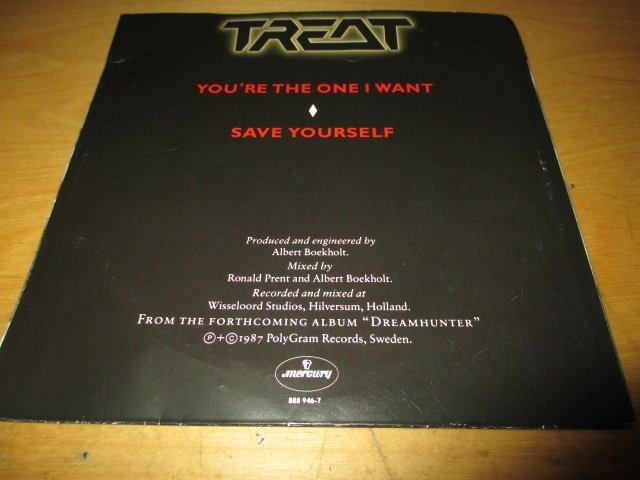 TREAT
YOU'RE THE ONE I WANT
SAVE YOURSELF
Produced and engineered by
Albert Boekholt.
Mixed by
Ronald Prent and Albert Boekholt.
Recorded and mixed at
Wisseloord Studios, Hilversum, Holland.
FROM THE FORTHCOMING ALBUM "DREAMHUNTER"
Ⓟ+©1987 PolyGram Records, Sweden.
mercury
888 946-7